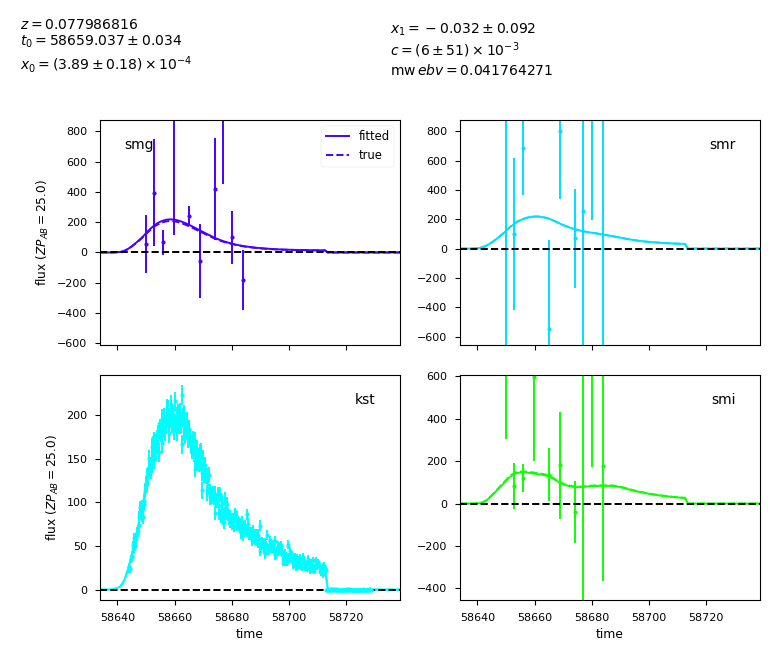 z = 0.077986816
t₀ = 58659.037 ± 0.034
x₀ = (3.89 ± 0.18) × 10⁻⁴
x₁ = −0.032 ± 0.092
c = (6 ± 51) × 10⁻³
mw ebv = 0.041764271
smg
fitted
true
800
600
400
200
0
−200
−400
−600
flux (ZP_AB = 25.0)
smr
800
600
400
200
0
−200
−400
−600
kst
200
150
100
50
0
flux (ZP_AB = 25.0)
58640 58660 58680 58700 58720
time
smi
600
400
200
0
−200
−400
58640 58660 58680 58700 58720
time